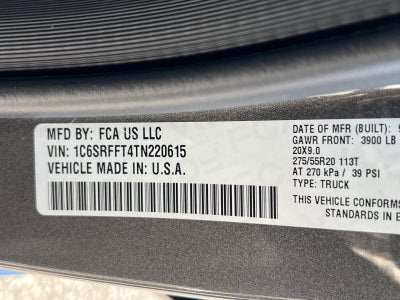 MFD BY: FCA US LLC
VIN: 1C6SRFFT4TN220615
VEHICLE MADE IN: U.S.A.
DATE OF MFR (BUILT):
GAWR FRONT: 3900 LB
20X9.0
275/55R20 113T
AT 270 kPa / 39 PSI
TYPE: TRUCK
THIS VEHICLE CONFORMS
STANDARDS IN